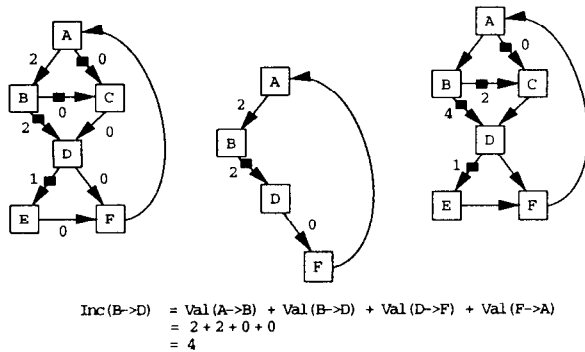 A
2
0
B
C
0
2
D
0
1
0
E
F
0
A
2
B
2
D
0
F
A
0
B
C
2
4
D
1
E
F
Inc(B->D) = Val(A->B) + Val(B->D) + Val(D->F) + Val(F->A)
= 2 + 2 + 0 + 0
= 4